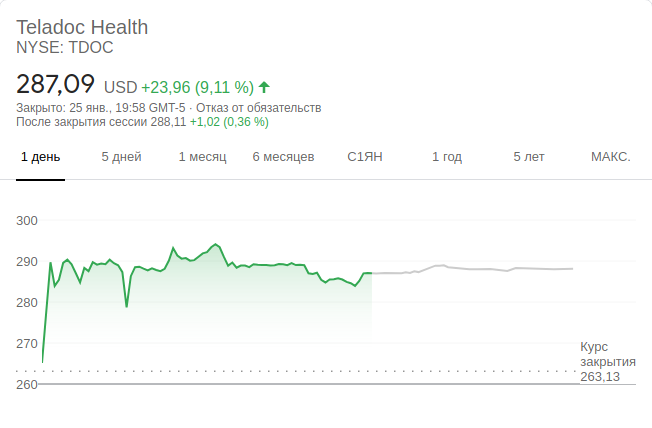 Teladoc Health
NYSE: TDOC
287,09 USD +23,96 (9,11 %)
Закрыто: 25 янв., 19:58 GMT-5 · Отказ от обязательств
После закрытия сессии 288,11 +1,02 (0,36 %)
1 день 5 дней 1 месяц 6 месяцев С1ЯН 1 год 5 лет МАКС.
300
290
280
270
260
Курс
закрытия
263,13